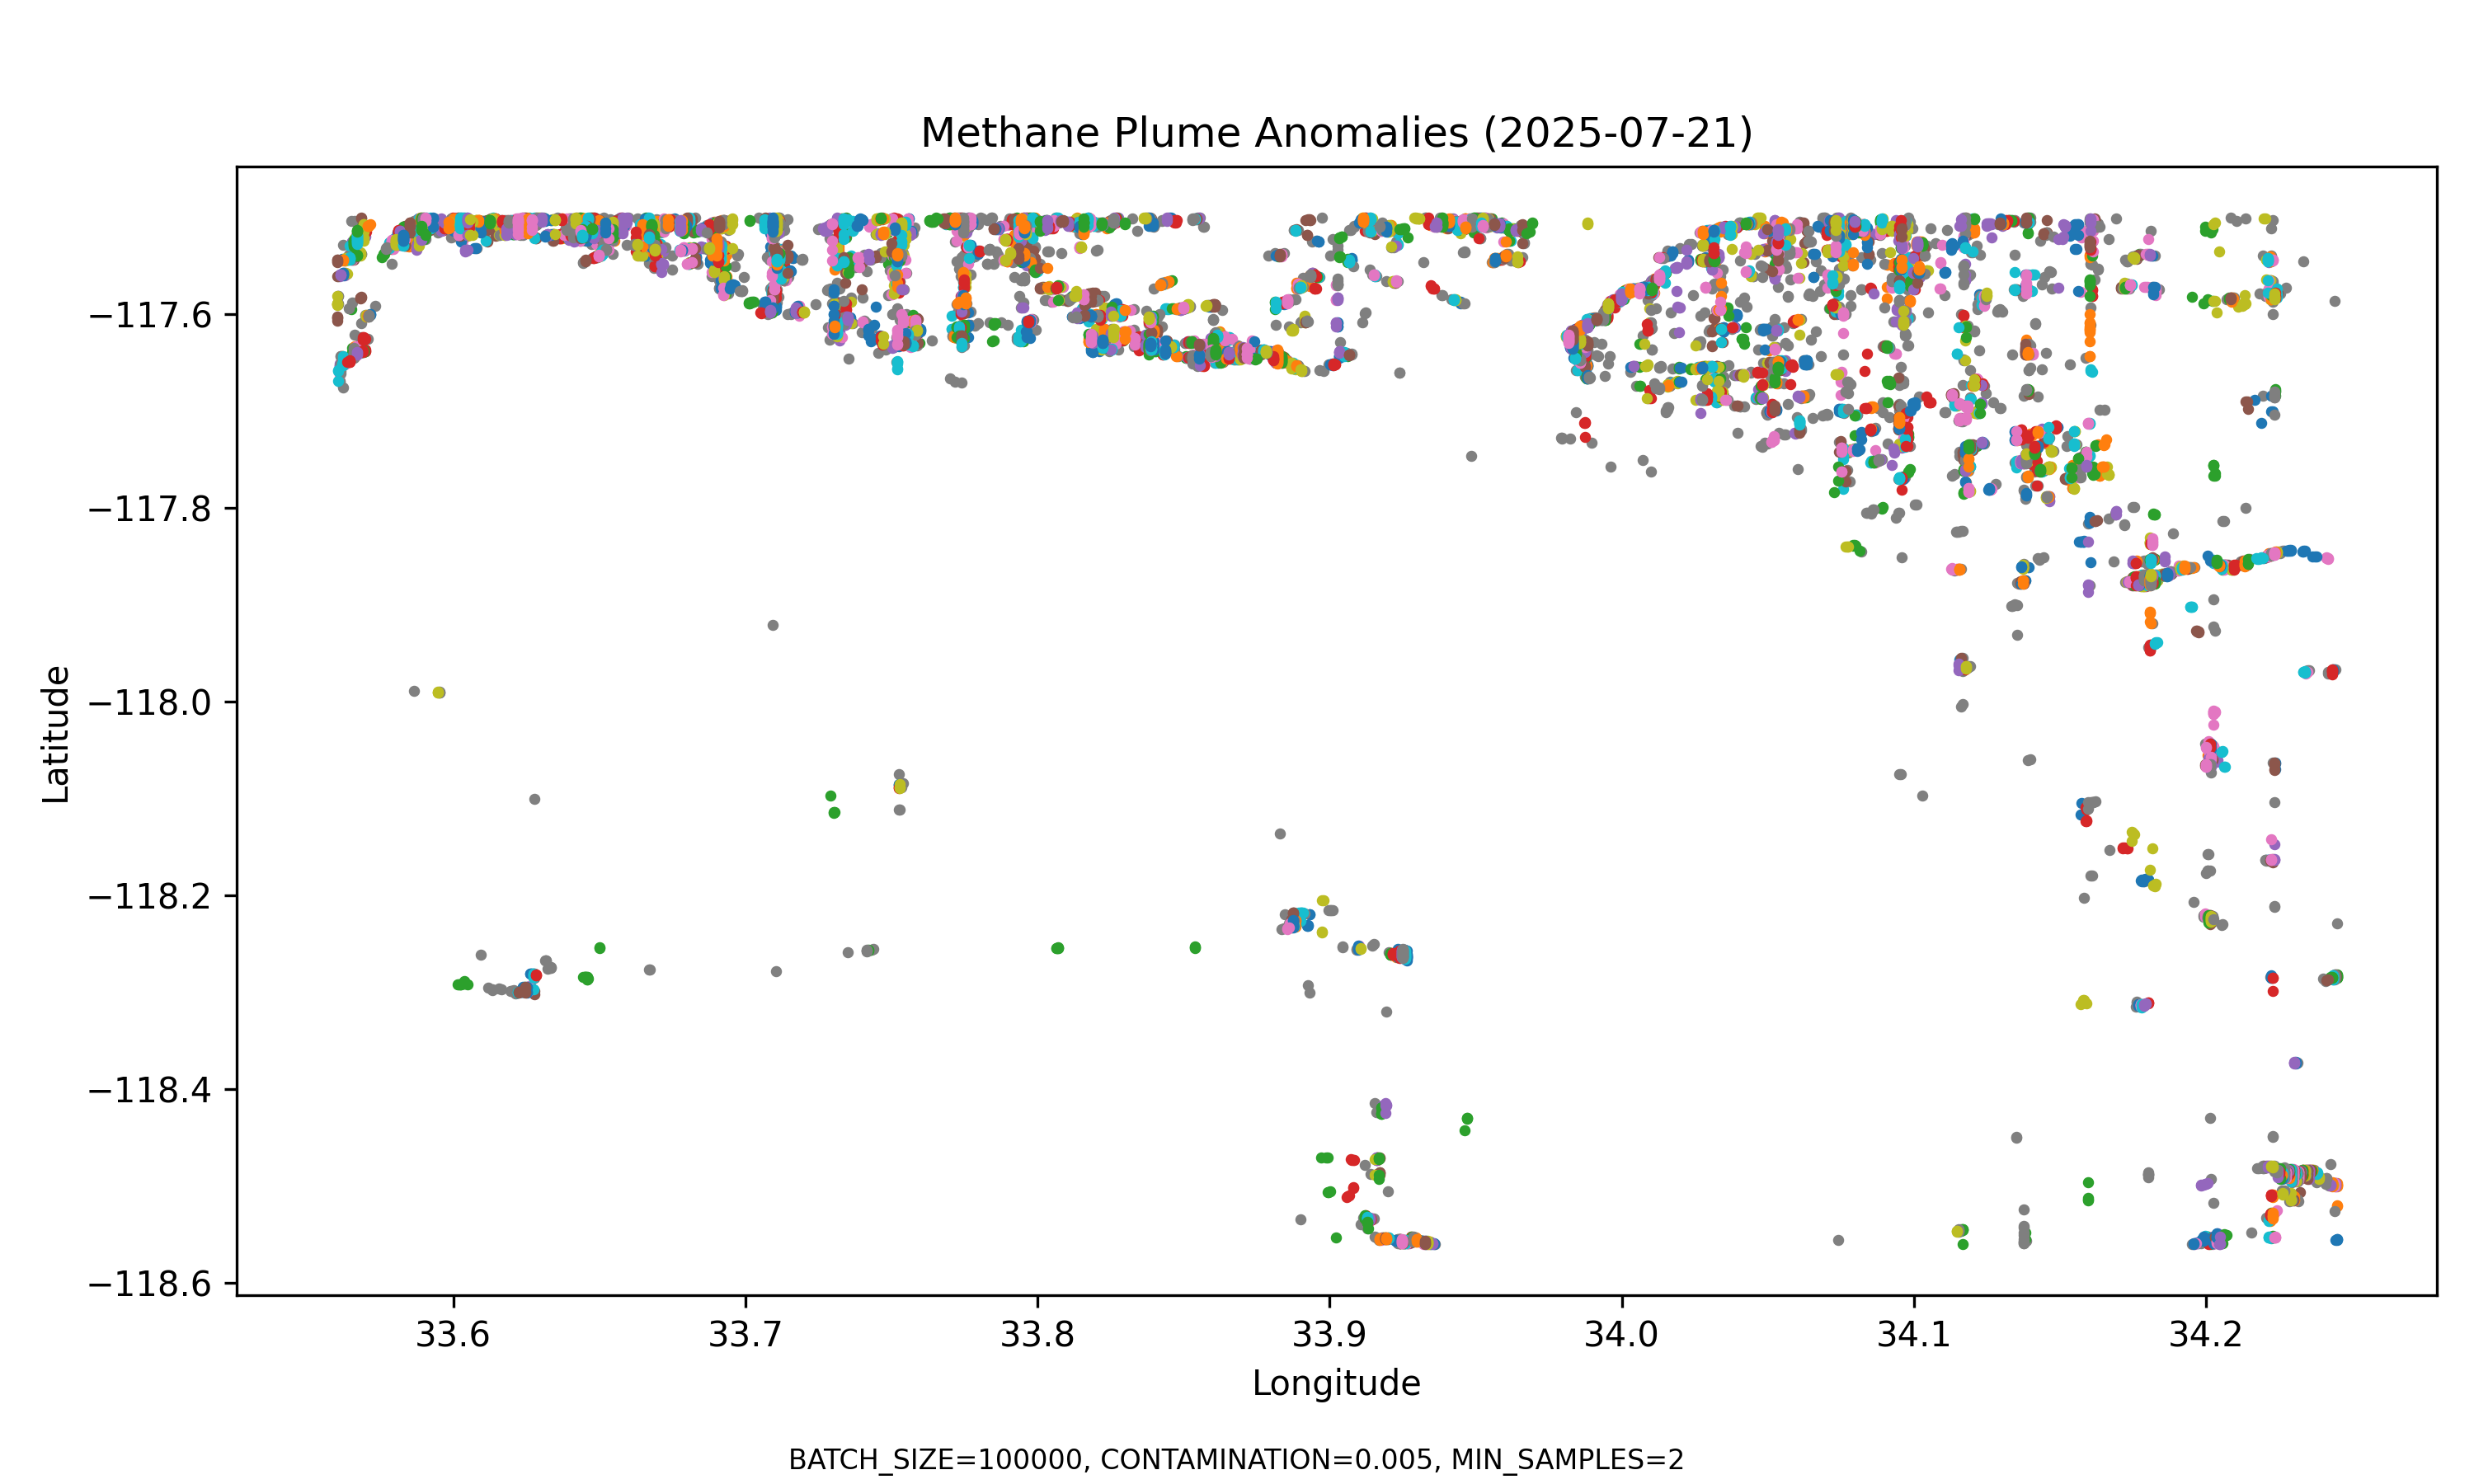 Methane Plume Anomalies (2025-07-21)
Latitude
−117.6
−117.8
−118.0
−118.2
−118.4
−118.6
33.6 33.7 33.8 33.9 34.0 34.1 34.2
Longitude
BATCH_SIZE=100000, CONTAMINATION=0.005, MIN_SAMPLES=2